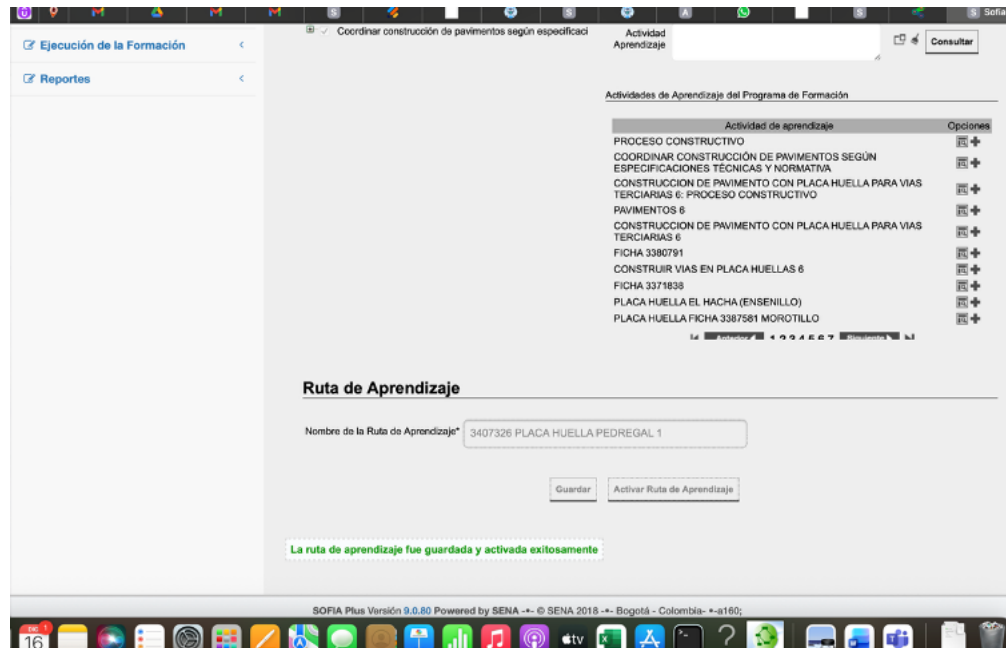 Sofia
Ejecución de la Formación
Reportes
Coordinar construcción de pavimentos según especificaci
Actividad
Aprendizaje
Consultar
Actividades de Aprendizaje del Programa de Formación
Actividad de aprendizaje Opciones
PROCESO CONSTRUCTIVO
COORDINAR CONSTRUCCIÓN DE PAVIMENTOS SEGÚN
ESPECIFICACIONES TÉCNICAS Y NORMATIVA
CONSTRUCCION DE PAVIMENTO CON PLACA HUELLA PARA VIAS
TERCIARIAS 6: PROCESO CONSTRUCTIVO
PAVIMENTOS 6
CONSTRUCCION DE PAVIMENTO CON PLACA HUELLA PARA VIAS
TERCIARIAS 6
FICHA 3380791
CONSTRUIR VIAS EN PLACA HUELLAS 6
FICHA 3371838
PLACA HUELLA EL HACHA (ENSENILLO)
PLACA HUELLA FICHA 3387581 MOROTILLO
Anterior 1 2 3 4 5 6 7 Siguiente
Ruta de Aprendizaje
Nombre de la Ruta de Aprendizaje* 3407326 PLACA HUELLA PEDREGAL 1
Guardar Activar Ruta de Aprendizaje
La ruta de aprendizaje fue guardada y activada exitosamente
SOFIA Plus Versión 9.0.80 Powered by SENA -•- © SENA 2018 -•- Bogotá - Colombia- •-a160;
16 tv